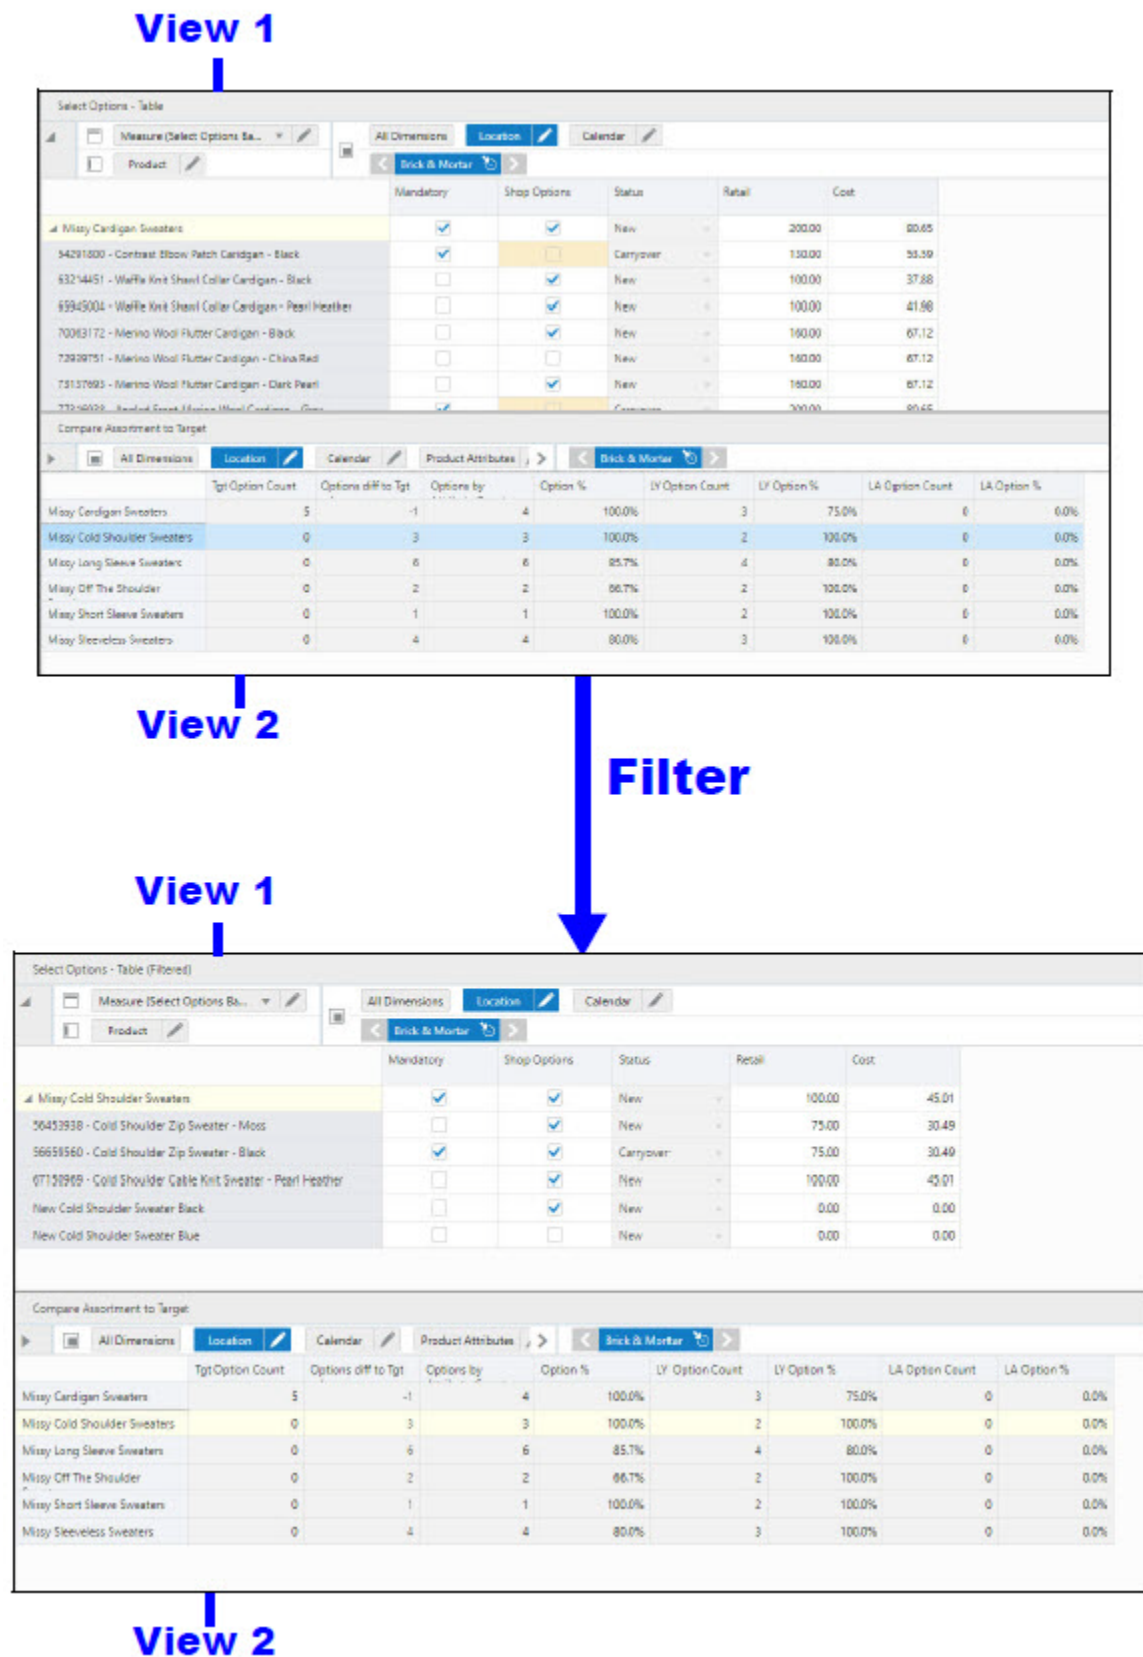 View 1
Select Options - Table
Measure (Select Options Ba... All Dimensions Location Calendar
Product Brick & Mortar
Mandatory Shop Options Status Retail Cost
Missy Cardigan Sweaters New 200.00 80.65
54291800 - Contrast Elbow Patch Caridgan - Black Carryover 130.00 53.39
63214451 - Waffle Knit Shawl Collar Cardigan - Black New 100.00 37.88
65945004 - Waffle Knit Shawl Collar Cardigan - Pearl Heather New 100.00 41.98
70063172 - Merino Wool Flutter Cardigan - Black New 160.00 67.12
72939751 - Merino Wool Flutter Cardigan - China Red New 160.00 67.12
73137693 - Merino Wool Flutter Cardigan - Dark Pearl New 160.00 67.12
Carryover 200.00 80.65
Compare Assortment to Target
All Dimensions Location Calendar Product Attributes Brick & Mortar
Tgt Option Count Options diff to Tgt Options by Option % LY Option Count LY Option % LA Option Count LA Option %
Missy Cardigan Sweaters 5 -1 4 100.0% 3 75.0% 0 0.0%
Missy Cold Shoulder Sweaters 0 3 3 100.0% 2 100.0% 0 0.0%
Missy Long Sleeve Sweaters 0 6 6 85.7% 4 80.0% 0 0.0%
Missy Off The Shoulder 0 2 2 66.7% 2 100.0% 0 0.0%
Missy Short Sleeve Sweaters 0 1 1 100.0% 2 100.0% 0 0.0%
Missy Sleeveless Sweaters 0 4 4 80.0% 3 100.0% 0 0.0%
View 2
Filter
View 1
Select Options - Table (Filtered)
Measure (Select Options Ba... All Dimensions Location Calendar
Product Brick & Mortar
Mandatory Shop Options Status Retail Cost
Missy Cold Shoulder Sweaters New 100.00 45.01
56453938 - Cold Shoulder Zip Sweater - Moss New 75.00 30.49
56659560 - Cold Shoulder Zip Sweater - Black Carryover 75.00 30.49
67158969 - Cold Shoulder Cable Knit Sweater - Pearl Heather New 100.00 45.01
New Cold Shoulder Sweater Black New 0.00 0.00
New Cold Shoulder Sweater Blue New 0.00 0.00
Compare Assortment to Target
All Dimensions Location Calendar Product Attributes Brick & Mortar
Tgt Option Count Options diff to Tgt Options by Option % LY Option Count LY Option % LA Option Count LA Option %
Missy Cardigan Sweaters 5 -1 4 100.0% 3 75.0% 0 0.0%
Missy Cold Shoulder Sweaters 0 3 3 100.0% 2 100.0% 0 0.0%
Missy Long Sleeve Sweaters 0 6 6 85.7% 4 80.0% 0 0.0%
Missy Off The Shoulder 0 2 2 66.7% 2 100.0% 0 0.0%
Missy Short Sleeve Sweaters 0 1 1 100.0% 2 100.0% 0 0.0%
Missy Sleeveless Sweaters 0 4 4 80.0% 3 100.0% 0 0.0%
View 2